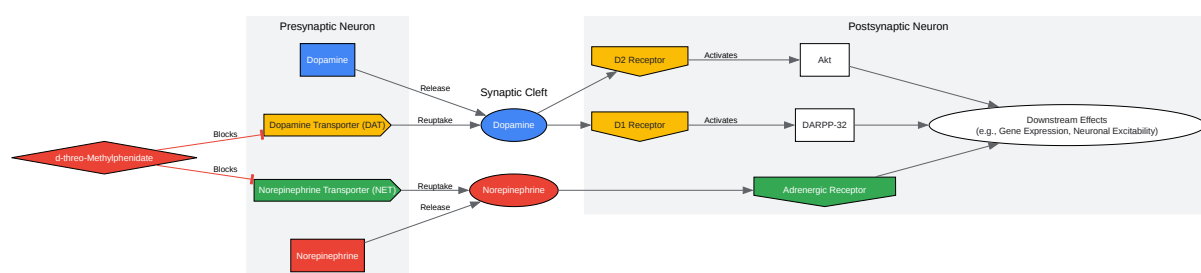 Presynaptic Neuron
Postsynaptic Neuron
Dopamine
D2 Receptor
Activates
Akt
Release
Synaptic Cleft
Dopamine Transporter (DAT)
Reuptake
Dopamine
D1 Receptor
Activates
DARPP-32
Downstream Effects
(e.g., Gene Expression, Neuronal Excitability)
Blocks
d-threo-Methylphenidate
Blocks
Norepinephrine Transporter (NET)
Reuptake
Norepinephrine
Adrenergic Receptor
Release
Norepinephrine